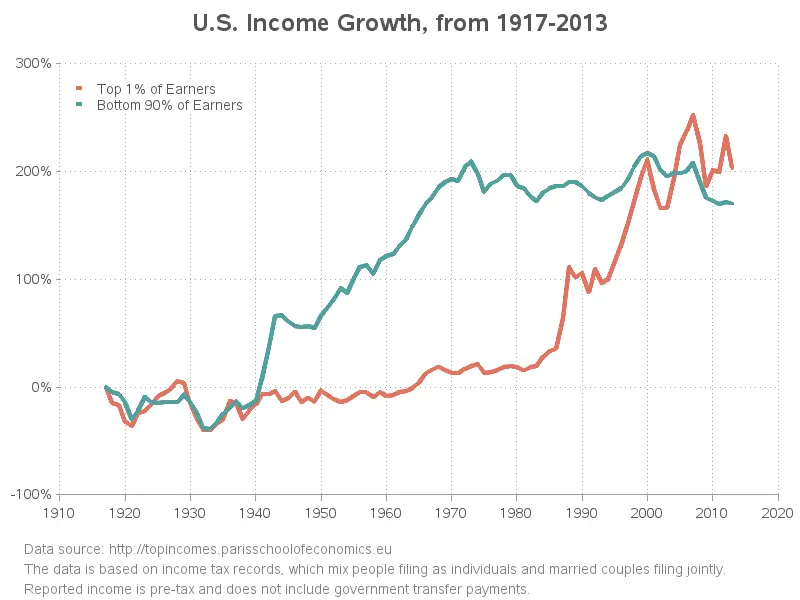 U.S. Income Growth, from 1917-2013
300%
Top 1% of Earners
Bottom 90% of Earners
200%
100%
0%
-100%
1910 1920 1930 1940 1950 1960 1970 1980 1990 2000 2010 2020
Data source: http://topincomes.parisschoolofeconomics.eu
The data is based on income tax records, which mix people filing as individuals and married couples filing jointly.
Reported income is pre-tax and does not include government transfer payments.